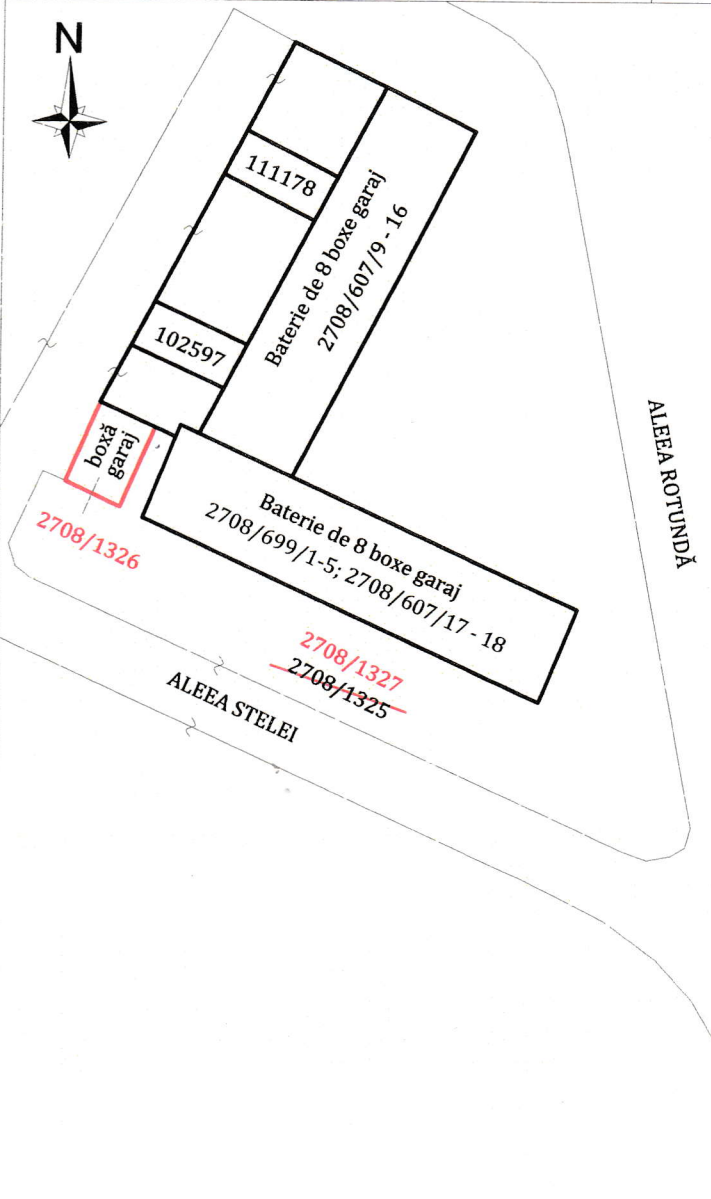 N
111178
Baterie de 8 boxe garaj
2708/607/9 - 16
102597
boxă
garaj
2708/1326
Baterie de 8 boxe garaj
2708/699/1-5; 2708/607/17 - 18
2708/1327
2708/1325
ALEEA STELEI
ALEEA ROTUNDĂ